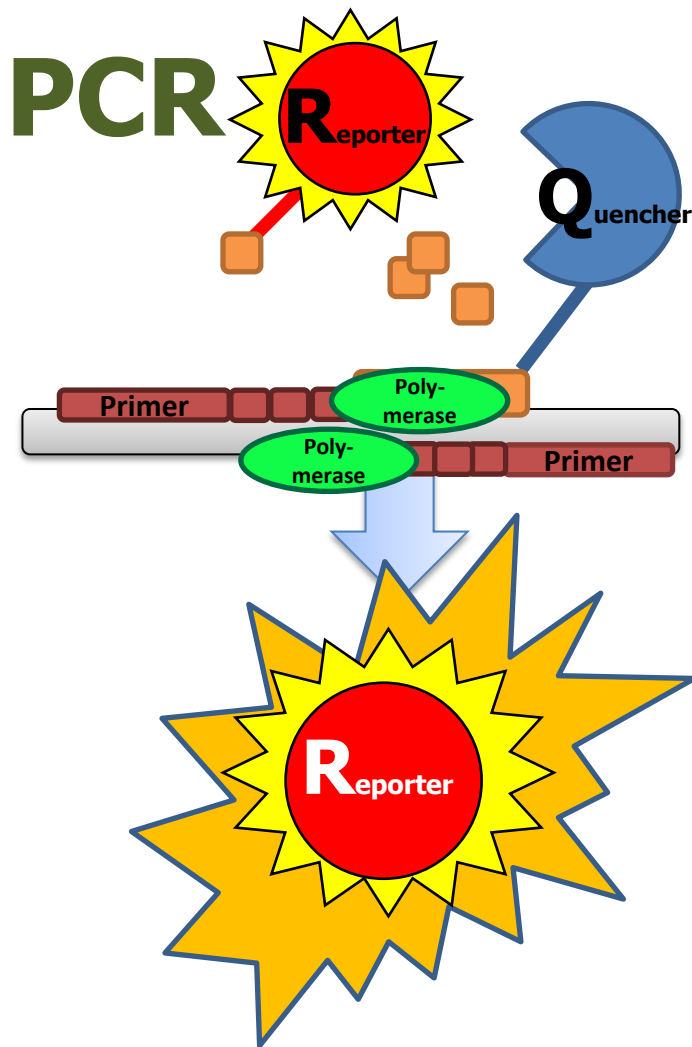 PCR
Reporter
Quencher
Primer
Poly-
merase
Poly-
merase
Primer
Reporter